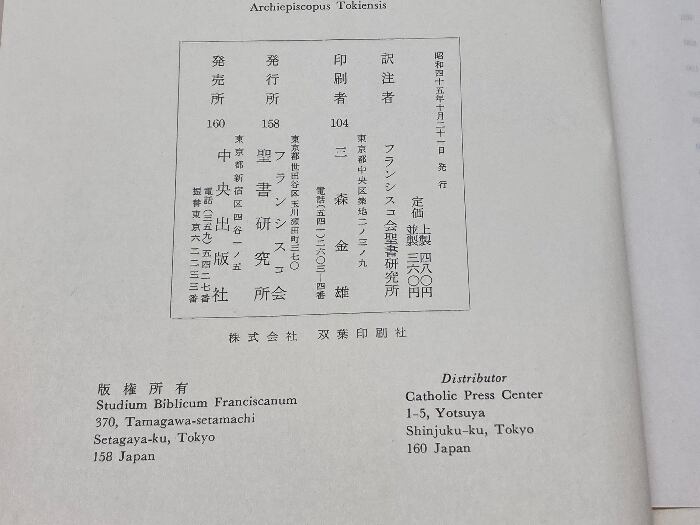 Archiepiscopus Tokiensis
昭和四十五年十月二十一日 発行
定価 上製 四八〇円
並製 三六〇円
訳注者 フランシスコ会聖書研究所
東京都中央区築地二ノ三ノ九
印刷者 104 三森金雄
電話(五四一)二六〇三―四番
東京都世田谷区玉川瀬田町三七〇
発行所 158 フランシスコ会
聖書研究所
東京都新宿区四谷一ノ五
発売所 160 中央出版社
電話(三五九)五四二七番
振替東京六二二三三番
株式会社 双葉印刷社
版権所有
Studium Biblicum Franciscanum
370, Tamagawa-setamachi
Setagaya-ku, Tokyo
158 Japan
Distributor
Catholic Press Center
1-5, Yotsuya
Shinjuku-ku, Tokyo
160 Japan